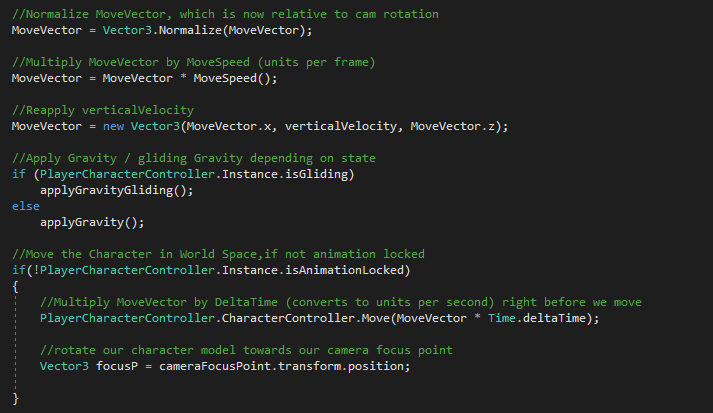 //Normalize MoveVector, which is now relative to cam rotation
MoveVector = Vector3.Normalize(MoveVector);
//Multiply MoveVector by MoveSpeed (units per frame)
MoveVector = MoveVector * MoveSpeed();
//Reapply verticalVelocity
MoveVector = new Vector3(MoveVector.x, verticalVelocity, MoveVector.z);
//Apply Gravity / gliding Gravity depending on state
if (PlayerCharacterController.Instance.isGliding)
applyGravityGliding();
else
applyGravity();
//Move the Character in World Space,if not animation locked
if(!PlayerCharacterController.Instance.isAnimationLocked)
{
//Multiply MoveVector by DeltaTime (converts to units per second) right before we move
PlayerCharacterController.CharacterController.Move(MoveVector * Time.deltaTime);
//rotate our character model towards our camera focus point
Vector3 focusP = cameraFocusPoint.transform.position;
}